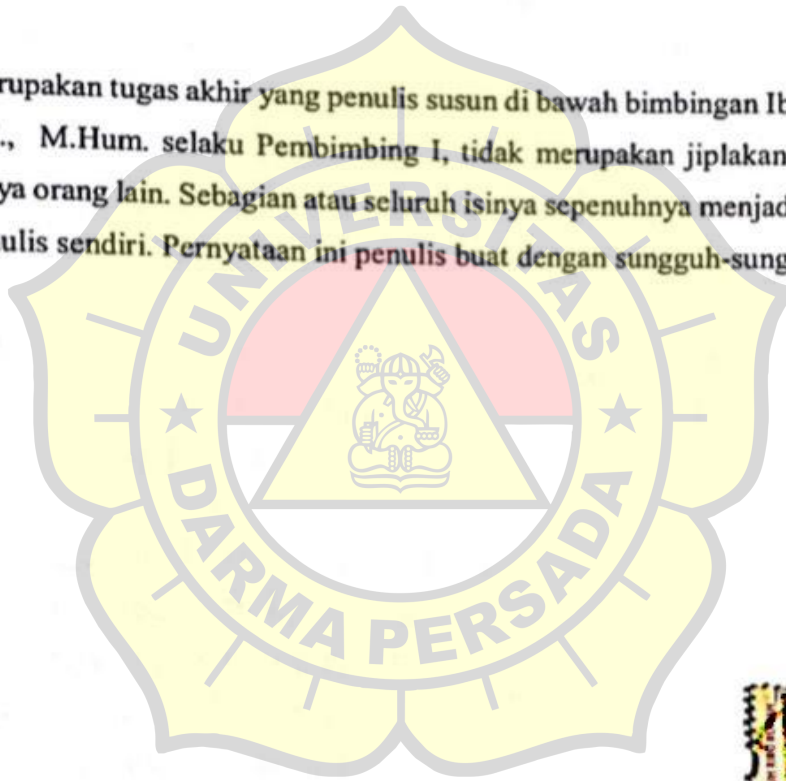 rupakan tugas akhir yang penulis susun di bawah bimbingan Ib
., M.Hum. selaku Pembimbing I, tidak merupakan jiplakan
ya orang lain. Sebagian atau seluruh isinya sepenuhnya menjad
ulis sendiri. Pernyataan ini penulis buat dengan sungguh-sung
UNIVERSITAS
DARMA PERSADA